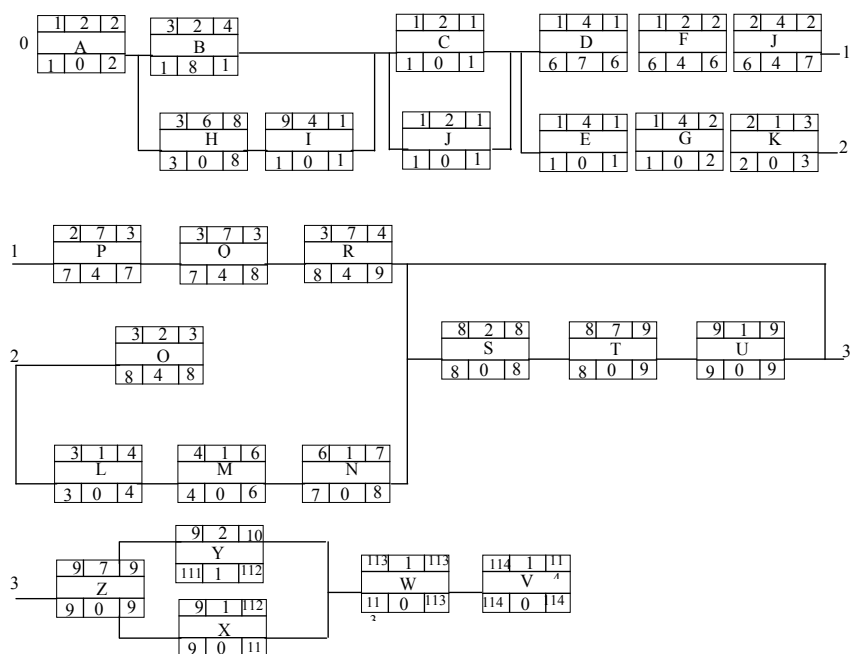 1 2 2 3 2 4 1 2 1 1 4 1 1 2 2 2 4 2
0 A B C D F J 1
1 0 2 1 8 1 1 0 1 6 7 6 6 4 6 6 4 7
3 6 8 9 4 1 1 2 1 1 4 1 1 4 2 2 1 3
H I J E G K 2
3 0 8 1 0 1 1 0 1 1 0 1 1 0 2 2 0 3
2 7 3 3 7 3 3 7 4
1 P Q R
7 4 7 7 4 8 8 4 9
3 2 3 8 2 8 8 7 9 9 1 9
2 O S T U 3
8 4 8 8 0 8 8 0 9 9 0 9
3 1 4 4 1 6 6 1 7
L M N
3 0 4 4 0 6 7 0 8
9 2 10
Y
111 1 112
9 7 9 113 1 113 114 1 11
3 Z W V 4
9 0 9 11 0 113 114 0 114
3
9 1 112
X
9 0 11